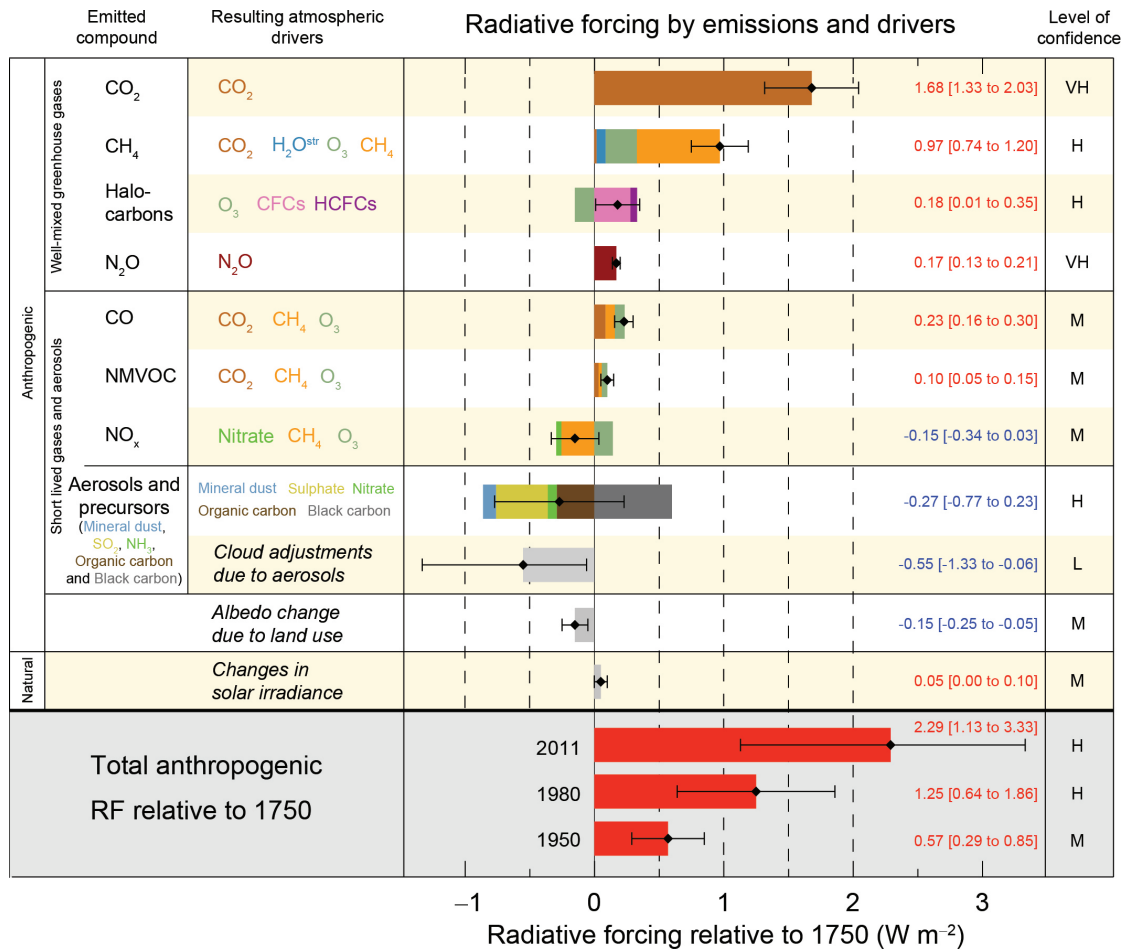 Emitted compound
Resulting atmospheric drivers
Radiative forcing by emissions and drivers
Level of confidence
Anthropogenic
Well-mixed greenhouse gases
CO₂
CO₂
1.68 [1.33 to 2.03]
VH
CH₄
CO₂ H₂Oˢᵗʳ O₃ CH₄
0.97 [0.74 to 1.20]
H
Halo-
carbons
O₃ CFCs HCFCs
0.18 [0.01 to 0.35]
H
N₂O
N₂O
0.17 [0.13 to 0.21]
VH
Short lived gases and aerosols
CO
CO₂ CH₄ O₃
0.23 [0.16 to 0.30]
M
NMVOC
CO₂ CH₄ O₃
0.10 [0.05 to 0.15]
M
NOₓ
Nitrate CH₄ O₃
-0.15 [-0.34 to 0.03]
M
Aerosols and
precursors
(Mineral dust,
SO₂, NH₃,
Organic carbon
and Black carbon)
Mineral dust Sulphate Nitrate
Organic carbon Black carbon
-0.27 [-0.77 to 0.23]
H
Cloud adjustments
due to aerosols
-0.55 [-1.33 to -0.06]
L
Albedo change
due to land use
-0.15 [-0.25 to -0.05]
M
Natural
Changes in
solar irradiance
0.05 [0.00 to 0.10]
M
Total anthropogenic
RF relative to 1750
2011
2.29 [1.13 to 3.33]
H
1980
1.25 [0.64 to 1.86]
H
1950
0.57 [0.29 to 0.85]
M
−1 0 1 2 3
Radiative forcing relative to 1750 (W m⁻²)